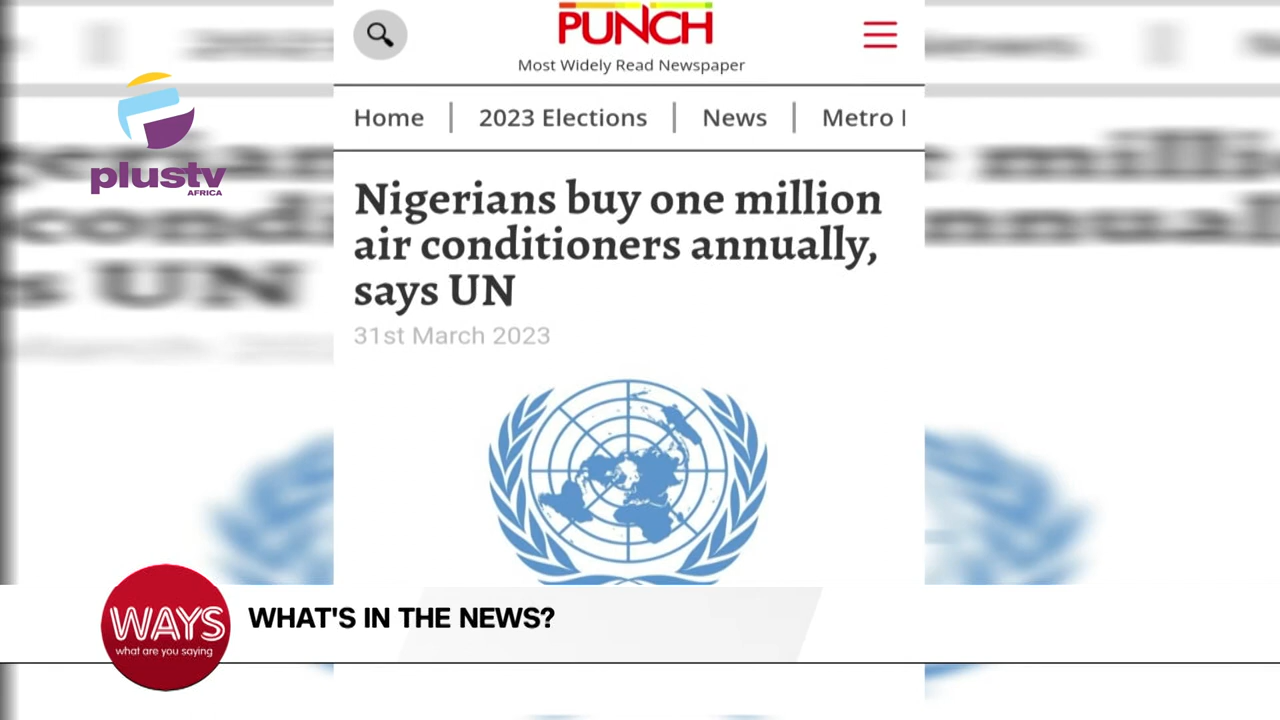 PUNCH
Most Widely Read Newspaper
Home
2023 Elections
News
Metro
plustv
AFRICA
Nigerians buy one million
air conditioners annually,
says UN
31st March 2023
WAYS
what are you saying
WHAT'S IN THE NEWS?